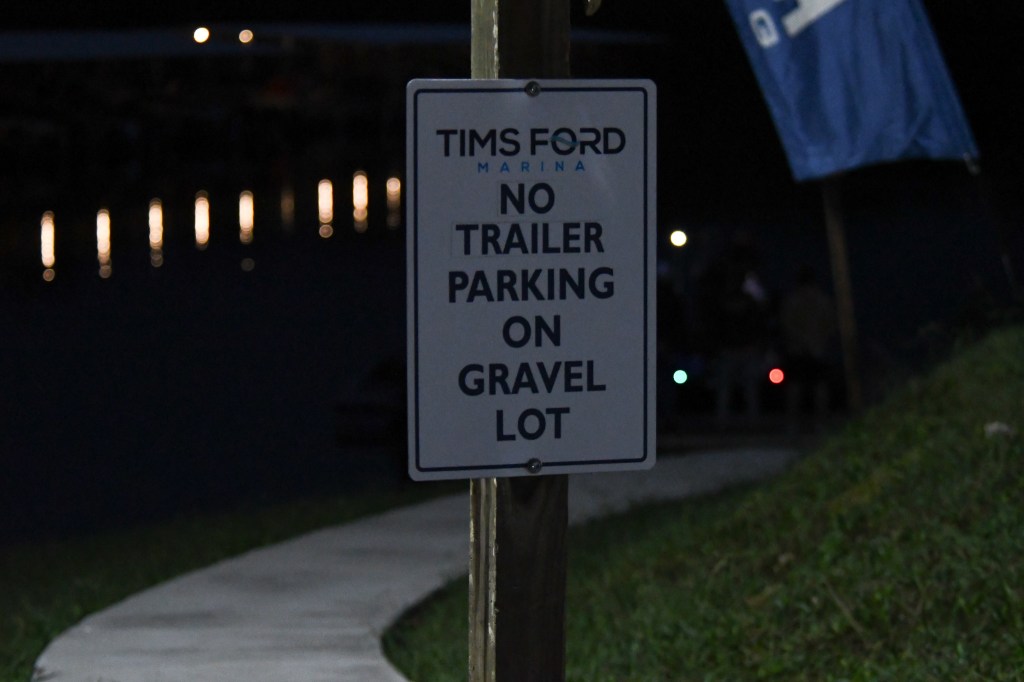 TIMS FORD
MARINA
NO
TRAILER
PARKING
ON
GRAVEL
LOT